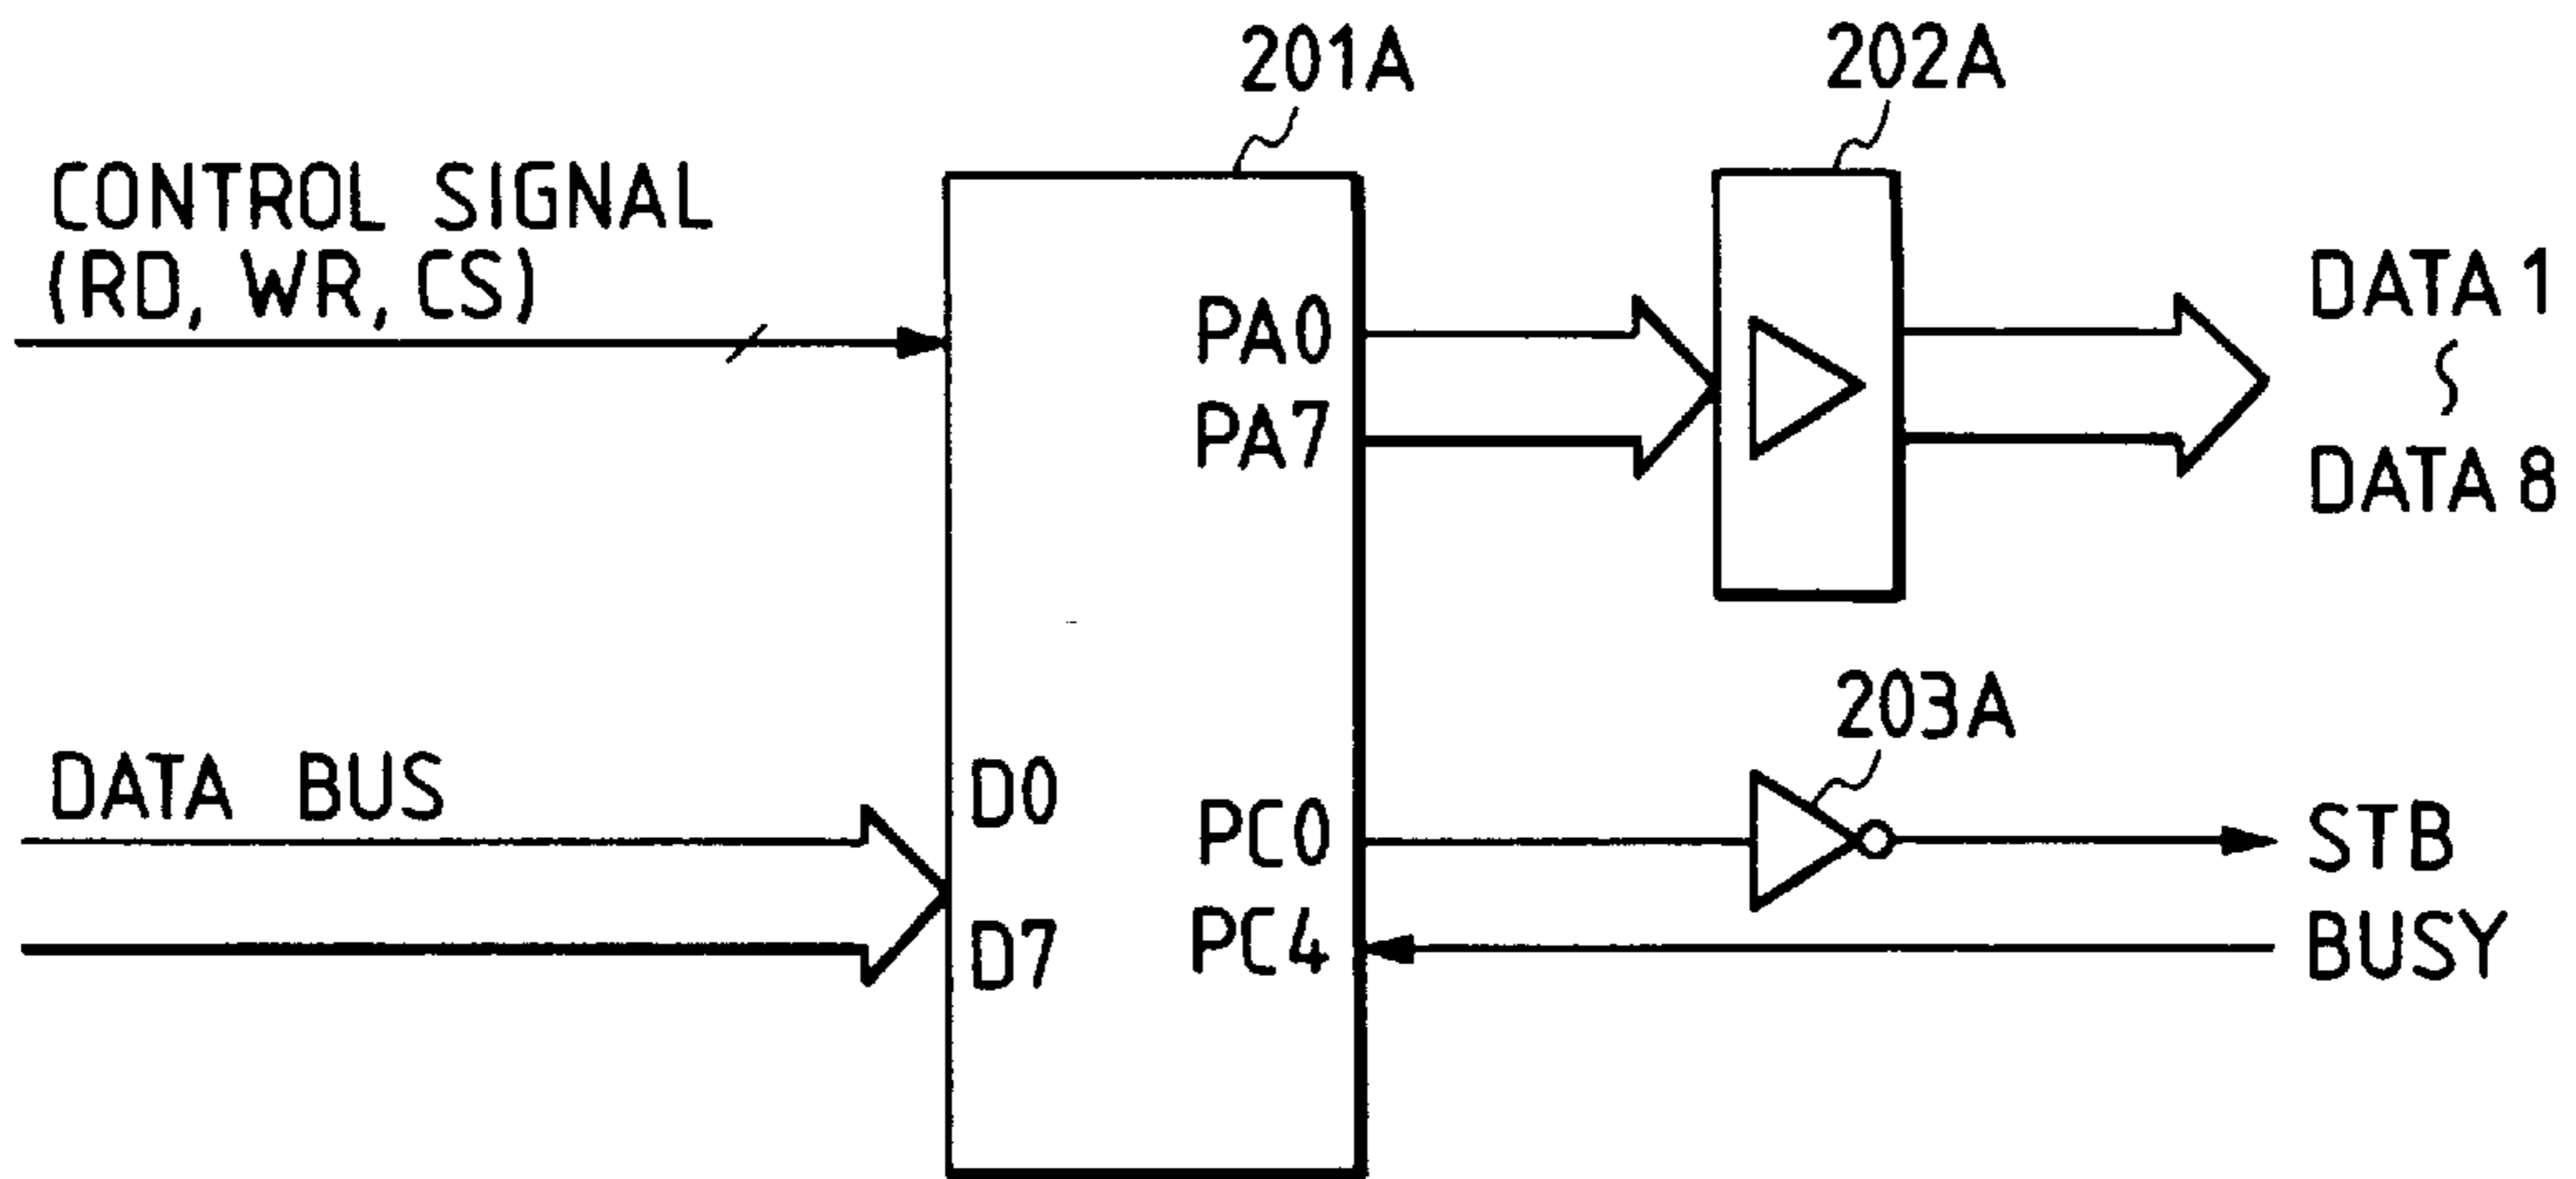 201A
202A
CONTROL SIGNAL
(RD, WR, CS)
PA0
PA7
DATA 1
DATA 8
203A
DATA BUS
D0
D7
PC0
PC4
STB
BUSY